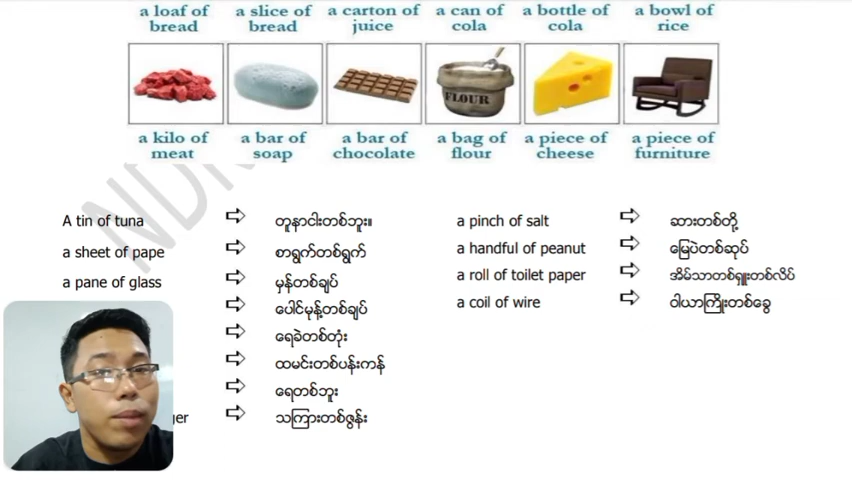 a loaf of bread
a slice of bread
a carton of juice
a can of cola
a bottle of cola
a bowl of rice
FLOUR
a kilo of meat
a bar of soap
a bar of chocolate
a bag of flour
a piece of cheese
a piece of furniture
A tin of tuna ⇨ တူနာငါးတစ်ဘူး။
a sheet of pape ⇨ စာရွက်တစ်ရွက်
a pane of glass ⇨ မှန်တစ်ချပ်
ပေါင်မုန့်တစ်ချပ်
⇨ ရေခဲတစ်တုံး
⇨ ထမင်းတစ်ပန်းကန်
⇨ ရေတစ်ဘူး
ger ⇨ သကြားတစ်ဇွန်း
a pinch of salt ⇨ ဆားတစ်တို့
a handful of peanut ⇨ မြေပဲတစ်ဆုပ်
a roll of toilet paper ⇨ အိမ်သာတစ်ရှူးတစ်လိပ်
a coil of wire ⇨ ဝါယာကြိုးတစ်ခွေ